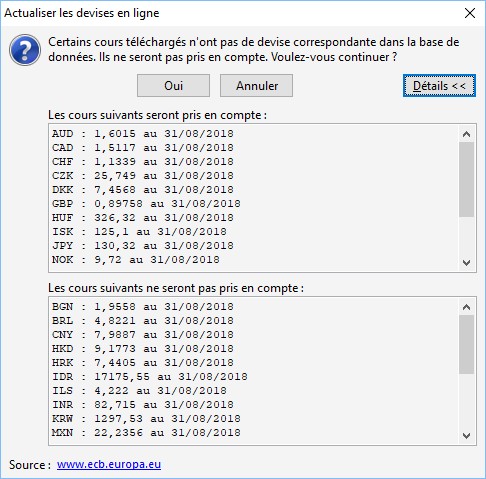 Actualiser les devises en ligne
Certains cours téléchargés n'ont pas de devise correspondante dans la base de
données. Ils ne seront pas pris en compte. Voulez-vous continuer ?
Oui
Annuler
Détails <<
Les cours suivants seront pris en compte :
AUD : 1,6015 au 31/08/2018
CAD : 1,5117 au 31/08/2018
CHF : 1,1339 au 31/08/2018
CZK : 25,749 au 31/08/2018
DKK : 7,4568 au 31/08/2018
GBP : 0,89758 au 31/08/2018
HUF : 326,32 au 31/08/2018
ISK : 125,1 au 31/08/2018
JPY : 130,32 au 31/08/2018
NOK : 9,72 au 31/08/2018
Les cours suivants ne seront pas pris en compte :
BGN : 1,9558 au 31/08/2018
BRL : 4,8221 au 31/08/2018
CNY : 7,9887 au 31/08/2018
HKD : 9,1773 au 31/08/2018
HRK : 7,4405 au 31/08/2018
IDR : 17175,55 au 31/08/2018
ILS : 4,222 au 31/08/2018
INR : 82,715 au 31/08/2018
KRW : 1297,53 au 31/08/2018
MXN : 22,2356 au 31/08/2018
Source : www.ecb.europa.eu